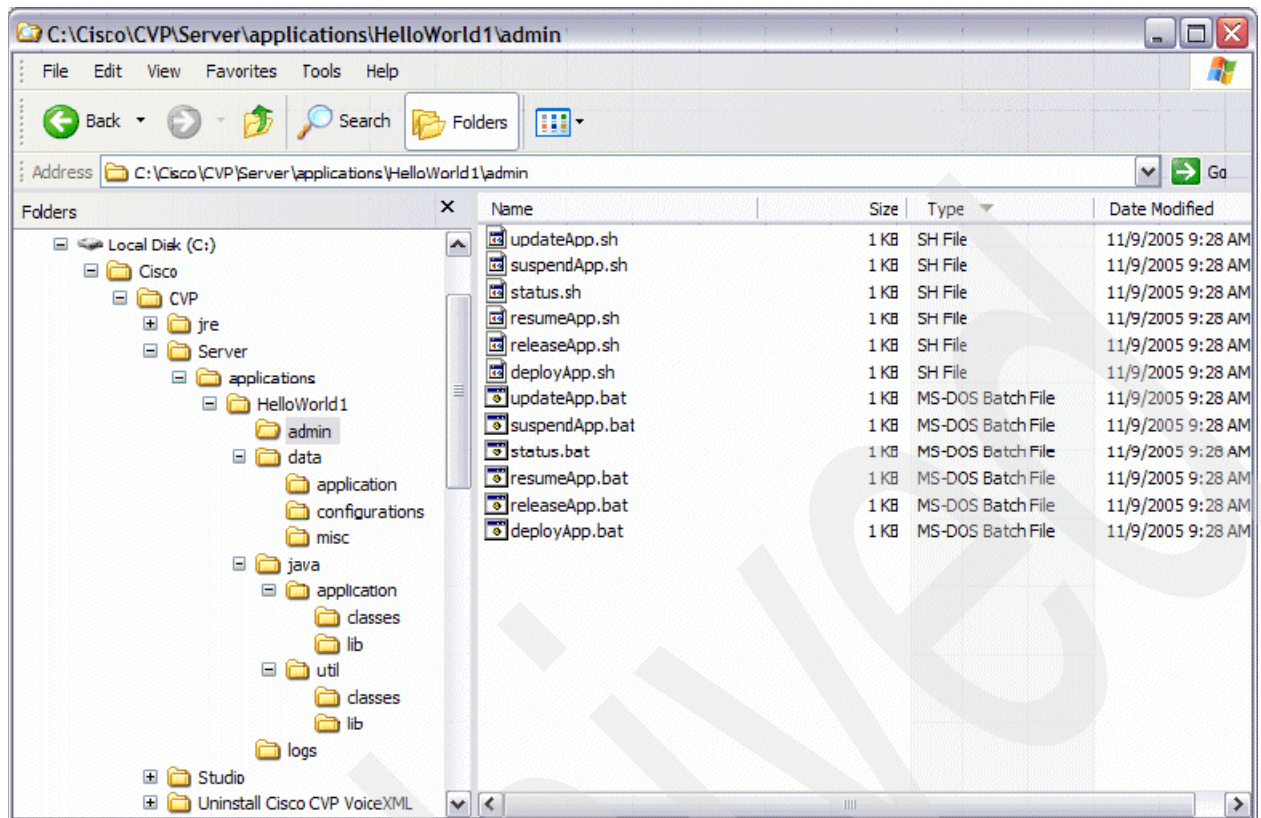 C:\Cisco\CVP\Server\applications\HelloWorld1\admin
File Edit View Favorites Tools Help
Back Search Folders
Address C:\Cisco\CVP\Server\applications\HelloWorld1\admin Go
Folders
Local Disk (C:)
Cisco
CVP
jre
Server
applications
HelloWorld1
admin
data
application
configurations
misc
java
application
classes
lib
util
classes
lib
logs
Studio
Uninstall Cisco CVP VoiceXML
Name Size Type Date Modified
updateApp.sh 1 KB SH File 11/9/2005 9:28 AM
suspendApp.sh 1 KB SH File 11/9/2005 9:28 AM
status.sh 1 KB SH File 11/9/2005 9:28 AM
resumeApp.sh 1 KB SH File 11/9/2005 9:28 AM
releaseApp.sh 1 KB SH File 11/9/2005 9:28 AM
deployApp.sh 1 KB SH File 11/9/2005 9:28 AM
updateApp.bat 1 KB MS-DOS Batch File 11/9/2005 9:28 AM
suspendApp.bat 1 KB MS-DOS Batch File 11/9/2005 9:28 AM
status.bat 1 KB MS-DOS Batch File 11/9/2005 9:28 AM
resumeApp.bat 1 KB MS-DOS Batch File 11/9/2005 9:28 AM
releaseApp.bat 1 KB MS-DOS Batch File 11/9/2005 9:28 AM
deployApp.bat 1 KB MS-DOS Batch File 11/9/2005 9:28 AM